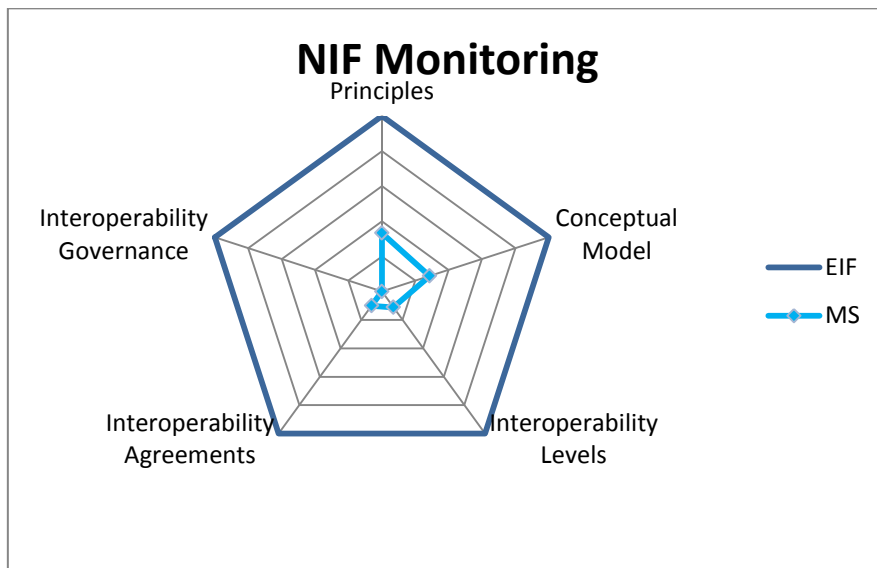 NIF Monitoring
Principles
Interoperability
Governance
Conceptual
Model
EIF
MS
Interoperability
Agreements
Interoperability
Levels